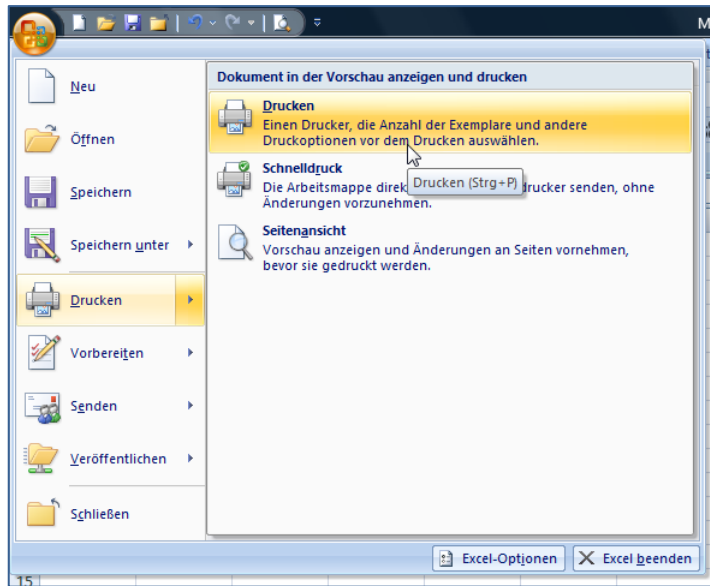 M
Neu
Öffnen
Speichern
Speichern unter
Drucken
Vorbereiten
Senden
Veröffentlichen
Schließen
Dokument in der Vorschau anzeigen und drucken
Drucken
Einen Drucker, die Anzahl der Exemplare und andere
Druckoptionen vor dem Drucken auswählen.
Schnelldruck
Die Arbeitsmappe direk drucker senden, ohne
Änderungen vorzunehmen.
Drucken (Strg+P)
Seitenansicht
Vorschau anzeigen und Änderungen an Seiten vornehmen,
bevor sie gedruckt werden.
Excel-Optionen
Excel beenden
15